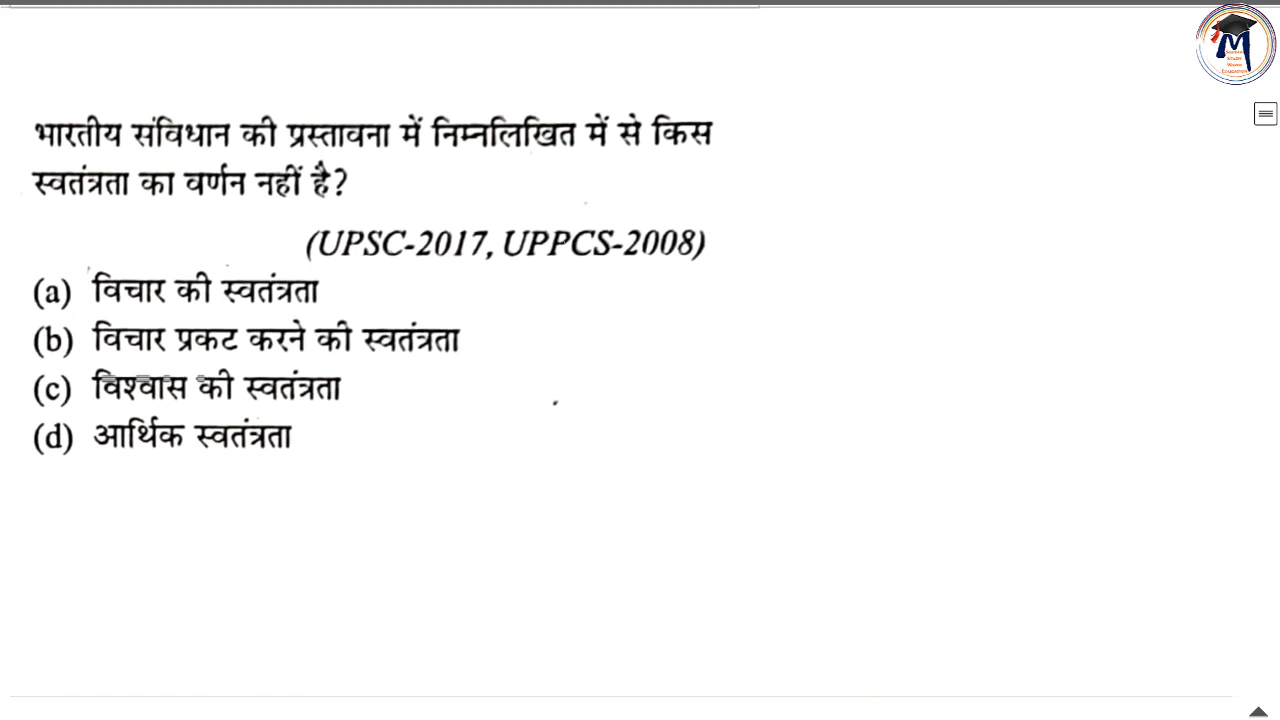 भारतीय संविधान की प्रस्तावना में निम्नलिखित में से किस
स्वतंत्रता का वर्णन नहीं है?
(UPSC-2017, UPPCS-2008)
(a) विचार की स्वतंत्रता
(b) विचार प्रकट करने की स्वतंत्रता
(c) विश्वास की स्वतंत्रता
(d) आर्थिक स्वतंत्रता